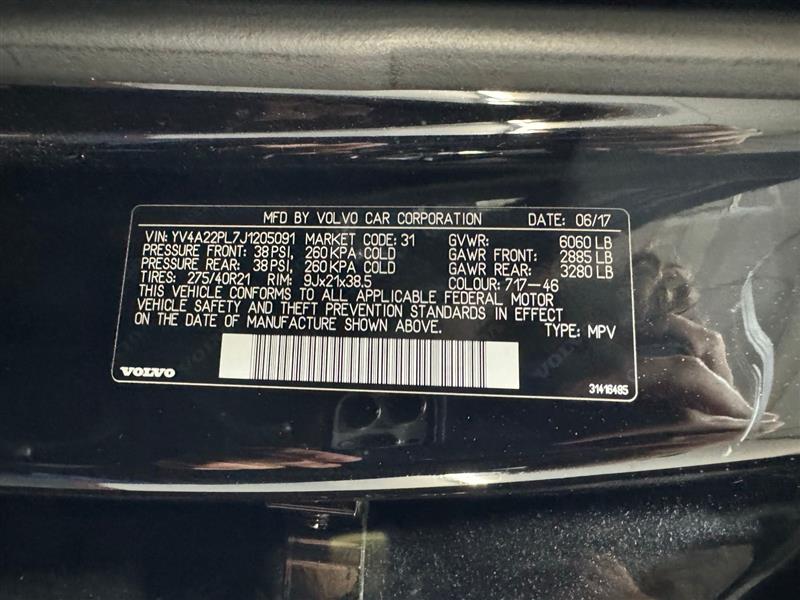 MFD BY VOLVO CAR CORPORATION DATE: 06/17
VIN: YV4A22PL7J1205091 MARKET CODE: 31 GVWR: 6060 LB
PRESSURE FRONT: 38 PSI, 260 KPA COLD GAWR FRONT: 2885 LB
PRESSURE REAR: 38 PSI, 260 KPA COLD GAWR REAR: 3280 LB
TIRES: 275/40R21 RIM: 9Jx21x38,5 COLOUR: 717-46
THIS VEHICLE CONFORMS TO ALL APPLICABLE FEDERAL MOTOR
VEHICLE SAFETY AND THEFT PREVENTION STANDARDS IN EFFECT
ON THE DATE OF MANUFACTURE SHOWN ABOVE. TYPE: MPV
VOLVO 31416485